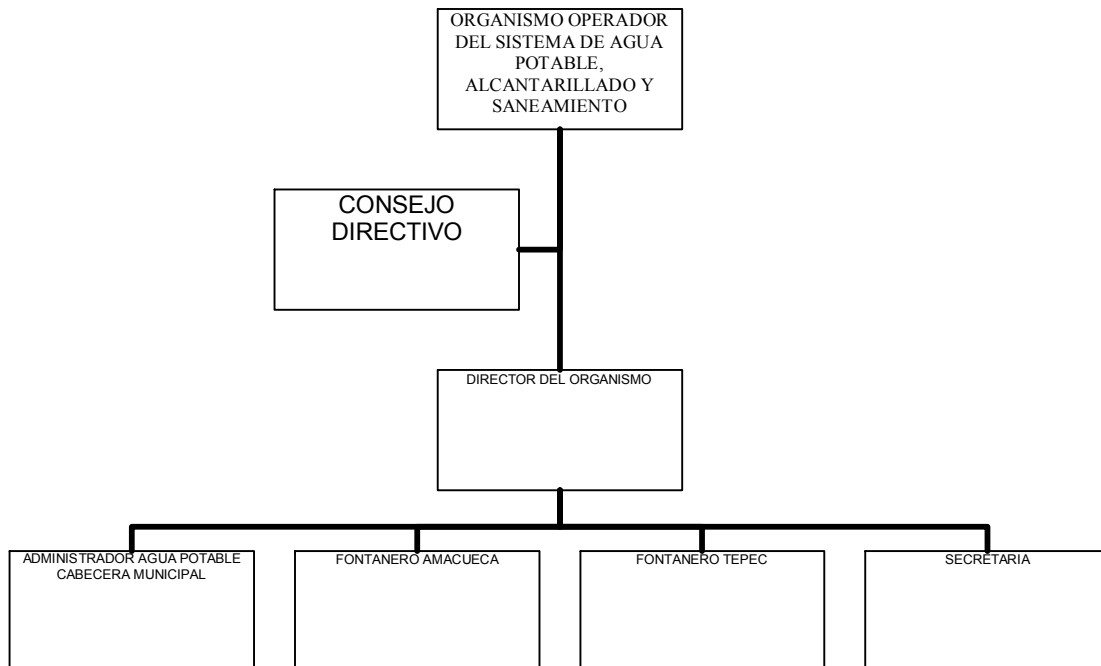 ORGANISMO OPERADOR
DEL SISTEMA DE AGUA
POTABLE,
ALCANTARILLADO Y
SANEAMIENTO
CONSEJO
DIRECTIVO
DIRECTOR DEL ORGANISMO
ADMINISTRADOR AGUA POTABLE
CABECERA MUNICIPAL
FONTANERO AMACUECA
FONTANERO TEPEC
SECRETARIA